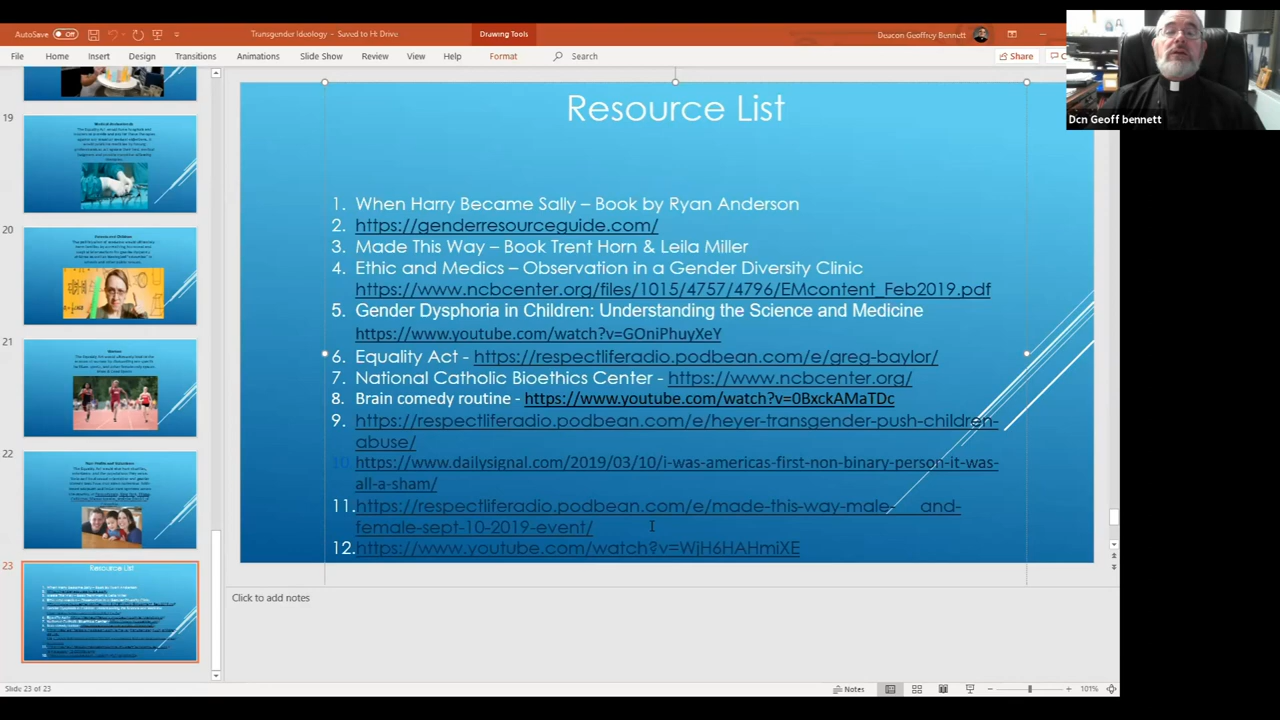 AutoSave Off
Transgender Ideology - Saved to H: Drive
Drawing Tools
Deacon Geoffrey Bennett
File Home Insert Design Transitions Animations Slide Show Review View Help Format Search
Share
Dcn Geoff bennett
19
20
21
22
23
Resource List
Resource List
1. When Harry Became Sally – Book by Ryan Anderson
2. https://genderresourceguide.com/
3. Made This Way – Book Trent Horn & Leila Miller
4. Ethic and Medics – Observation in a Gender Diversity Clinic
https://www.ncbcenter.org/files/1015/4757/4796/EMcontent_Feb2019.pdf
5. Gender Dysphoria in Children: Understanding the Science and Medicine
https://www.youtube.com/watch?v=GOniPhuyXeY
6. Equality Act - https://respectliferadio.podbean.com/e/greg-baylor/
7. National Catholic Bioethics Center - https://www.ncbcenter.org/
8. Brain comedy routine - https://www.youtube.com/watch?v=0BxckAMaTDc
9. https://respectliferadio.podbean.com/e/heyer-transgender-push-children-
abuse/
10. https://www.dailysignal.com/2019/03/10/i-was-americas-first-non-binary-person-it-was-
all-a-sham/
11. https://respectliferadio.podbean.com/e/made-this-way-male-___and-
female-sept-10-2019-event/
12. https://www.youtube.com/watch?v=WjH6HAHmiXE
Click to add notes
Slide 23 of 23
Notes
101%